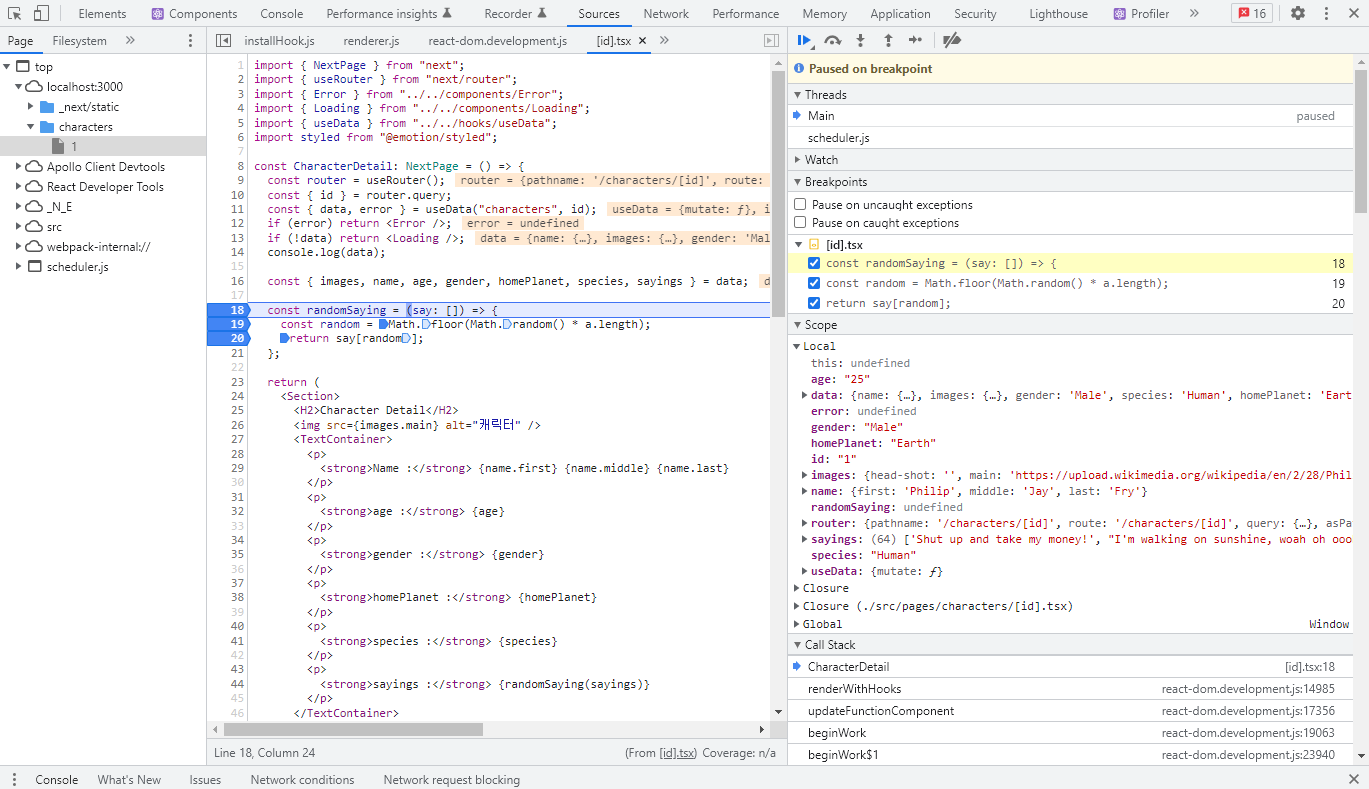 Elements Components Console Performance insights Recorder Sources Network Performance Memory Application Security Lighthouse Profiler » 16
Page Filesystem »
top
localhost:3000
_next/static
characters
1
Apollo Client Devtools
React Developer Tools
_N_E
src
webpack-internal://
scheduler.js
installHook.js renderer.js react-dom.development.js [id].tsx × »
1 import { NextPage } from "next";
2 import { useRouter } from "next/router";
3 import { Error } from "../../components/Error";
4 import { Loading } from "../../components/Loading";
5 import { useData } from "../../hooks/useData";
6 import styled from "@emotion/styled";
7
8 const CharacterDetail: NextPage = () => {
9 const router = useRouter(); router = {pathname: '/characters/[id]', route:
10 const { id } = router.query;
11 const { data, error } = useData("characters", id); useData = {mutate: ƒ}, i
12 if (error) return <Error />; error = undefined
13 if (!data) return <Loading />; data = {name: {…}, images: {…}, gender: 'Mal
14 console.log(data);
15
16 const { images, name, age, gender, homePlanet, species, sayings } = data; d
17
18 const randomSaying = (say: []) => {
19 const random = Math.floor(Math.random() * a.length);
20 return say[random];
21 };
22
23 return (
24 <Section>
25 <H2>Character Detail</H2>
26 <img src={images.main} alt="캐릭터" />
27 <TextContainer>
28 <p>
29 <strong>Name :</strong> {name.first} {name.middle} {name.last}
30 </p>
31 <p>
32 <strong>age :</strong> {age}
33 </p>
34 <p>
35 <strong>gender :</strong> {gender}
36 </p>
37 <p>
38 <strong>homePlanet :</strong> {homePlanet}
39 </p>
40 <p>
41 <strong>species :</strong> {species}
42 </p>
43 <p>
44 <strong>sayings :</strong> {randomSaying(sayings)}
45 </p>
46 </TextContainer>
Line 18, Column 24 (From [id].tsx) Coverage: n/a
Paused on breakpoint
Threads
Main paused
scheduler.js
Watch
Breakpoints
Pause on uncaught exceptions
Pause on caught exceptions
[id].tsx
const randomSaying = (say: []) => { 18
const random = Math.floor(Math.random() * a.length); 19
return say[random]; 20
Scope
Local
this: undefined
age: "25"
data: {name: {…}, images: {…}, gender: 'Male', species: 'Human', homePlanet: 'Eart
error: undefined
gender: "Male"
homePlanet: "Earth"
id: "1"
images: {head-shot: '', main: 'https://upload.wikimedia.org/wikipedia/en/2/28/Phil
name: {first: 'Philip', middle: 'Jay', last: 'Fry'}
randomSaying: undefined
router: {pathname: '/characters/[id]', route: '/characters/[id]', query: {…}, asPa
sayings: (64) ['Shut up and take my money!', "I'm walking on sunshine, woah oh ooo
species: "Human"
useData: {mutate: ƒ}
Closure
Closure (./src/pages/characters/[id].tsx)
Global Window
Call Stack
CharacterDetail [id].tsx:18
renderWithHooks react-dom.development.js:14985
updateFunctionComponent react-dom.development.js:17356
beginWork react-dom.development.js:19063
beginWork$1 react-dom.development.js:23940
Console What's New Issues Network conditions Network request blocking